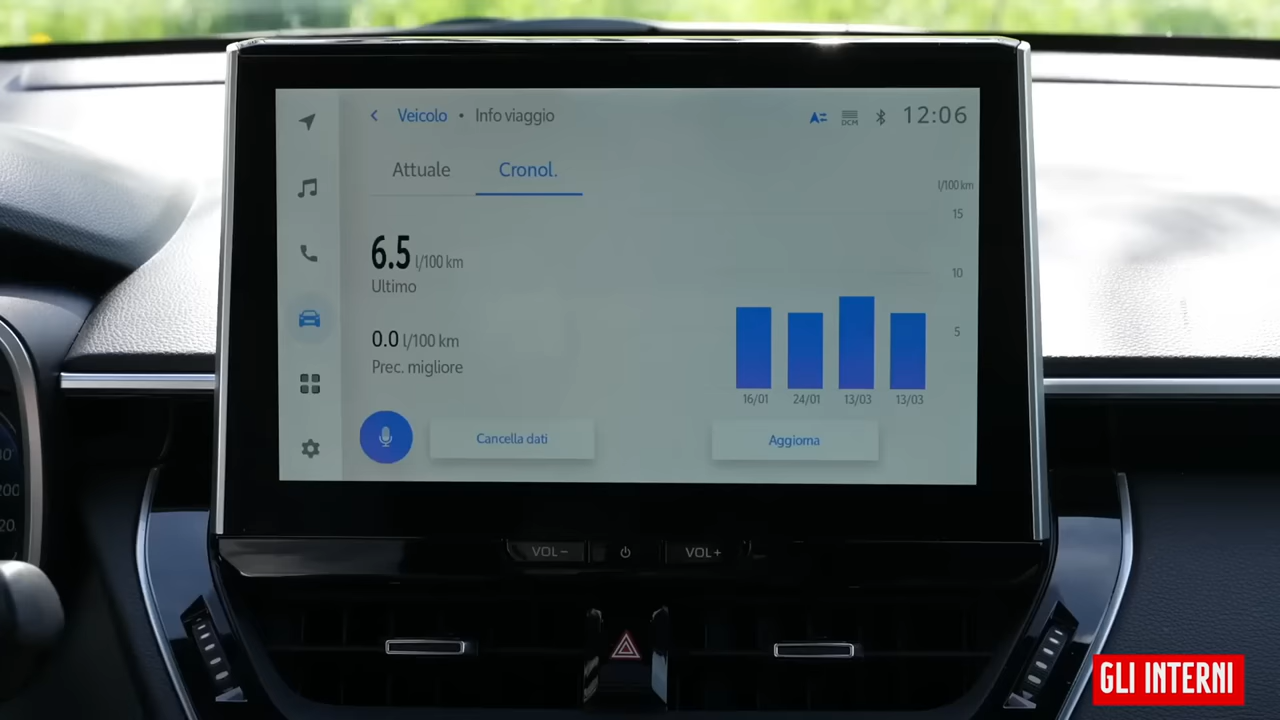 Veicolo • Info viaggio
DCM
12:06
Attuale
Cronol.
l/100 km
15
10
5
6.5 l/100 km
Ultimo
0.0 l/100 km
Prec. migliore
16/01
24/01
13/03
13/03
Cancella dati
Aggiorna
VOL-
VOL+
200
GLI INTERNI